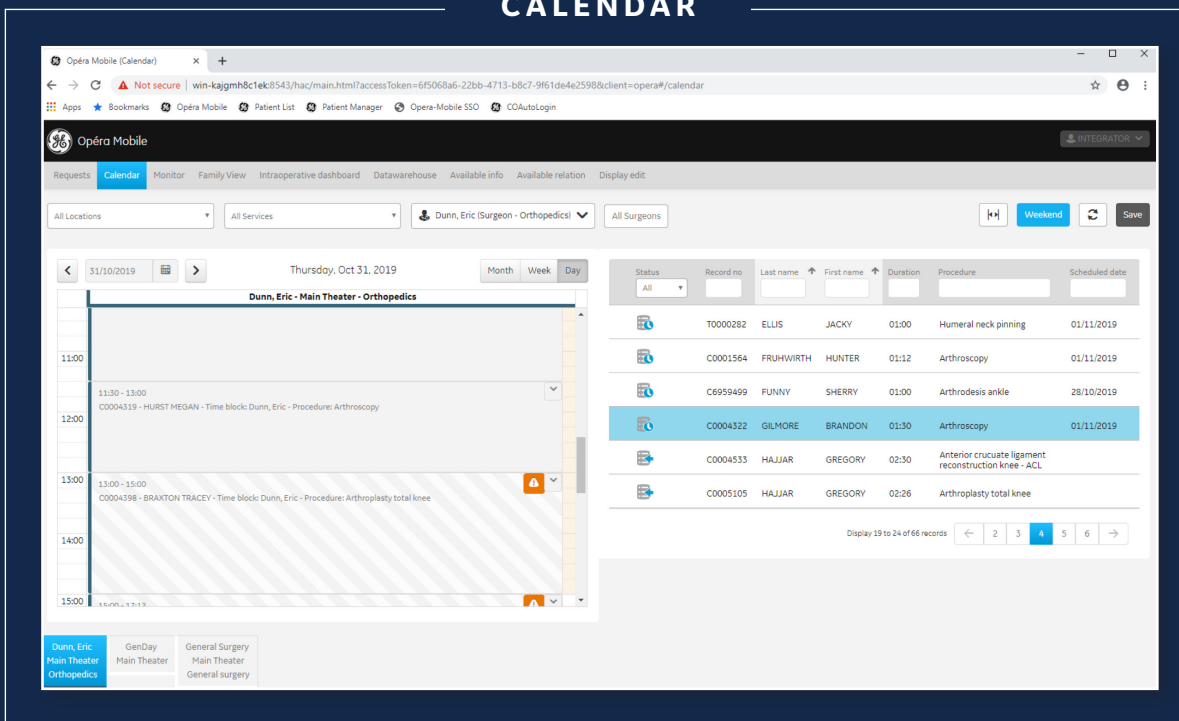 CALENDAR
Opéra Mobile (Calendar)
Not secure | win-kajgmh8c1ek:8543/hac/main.html?accessToken=6f5068a6-22bb-4713-b8c7-9f61de4e2598&client=opera#/calendar
Apps Bookmarks Opéra Mobile Patient List Patient Manager Opera-Mobile SSO COAutoLogin
Opéra Mobile INTEGRATOR
Requests Calendar Monitor Family View Intraoperative dashboard Datawarehouse Available info Available relation Display edit
All Locations All Services Dunn, Eric (Surgeon - Orthopedics) All Surgeons Weekend Save
31/10/2019 Thursday, Oct 31, 2019 Month Week Day
Dunn, Eric - Main Theater - Orthopedics
11:00
11:30 - 13:00
C0004319 - HURST MEGAN - Time block: Dunn, Eric - Procedure: Arthroscopy
12:00
13:00
13:00 - 15:00
C0004398 - BRAXTON TRACEY - Time block: Dunn, Eric - Procedure: Arthroplasty total knee
14:00
15:00
15:00 - 17:12
Status Record no Last name First name Duration Procedure Scheduled date
All
T0000282 ELLIS JACKY 01:00 Humeral neck pinning 01/11/2019
C0001564 FRUHWIRTH HUNTER 01:12 Arthroscopy 01/11/2019
C6959499 FUNNY SHERRY 01:00 Arthrodesis ankle 28/10/2019
C0004322 GILMORE BRANDON 01:30 Arthroscopy 01/11/2019
C0004533 HAJJAR GREGORY 02:30 Anterior crucuate ligament
reconstruction knee - ACL
C0005105 HAJJAR GREGORY 02:26 Arthroplasty total knee
Display 19 to 24 of 66 records 2 3 4 5 6
Dunn, Eric
Main Theater
Orthopedics
GenDay
Main Theater
General Surgery
Main Theater
General surgery